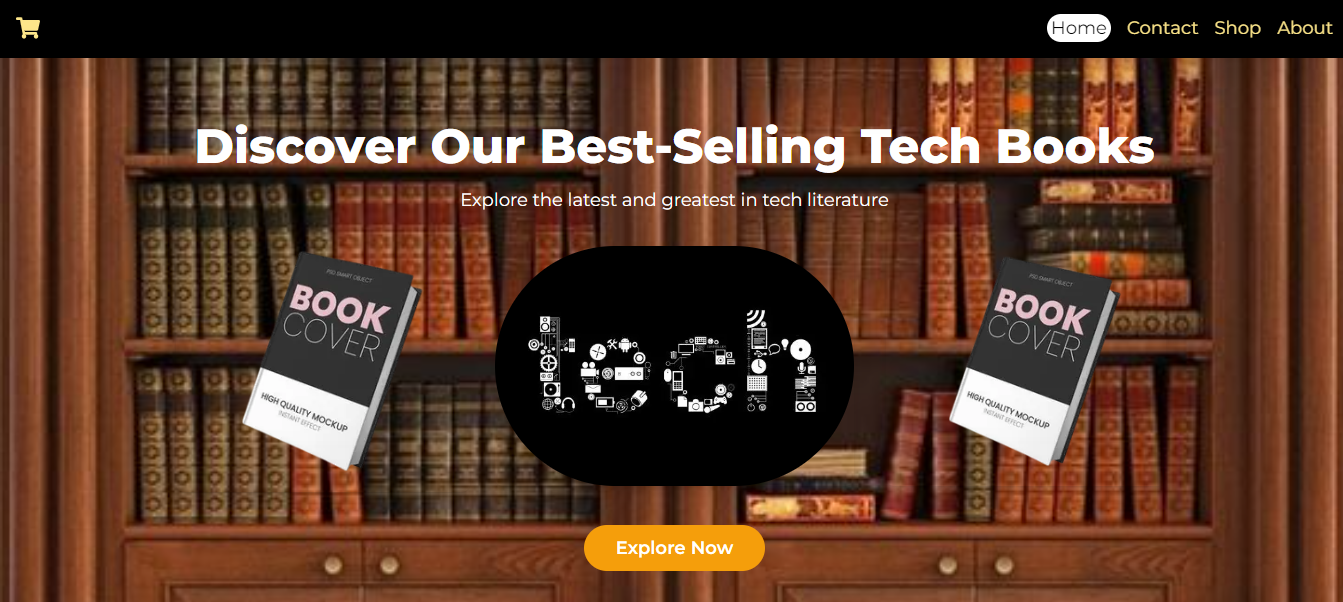 Home Contact Shop About
Discover Our Best-Selling Tech Books
Explore the latest and greatest in tech literature
PSD SMART OBJECT
BOOK
COVER
HIGH QUALITY MOCKUP
INSTANT EFFECT
tech
PSD SMART OBJECT
BOOK
COVER
HIGH QUALITY MOCKUP
INSTANT EFFECT
Explore Now